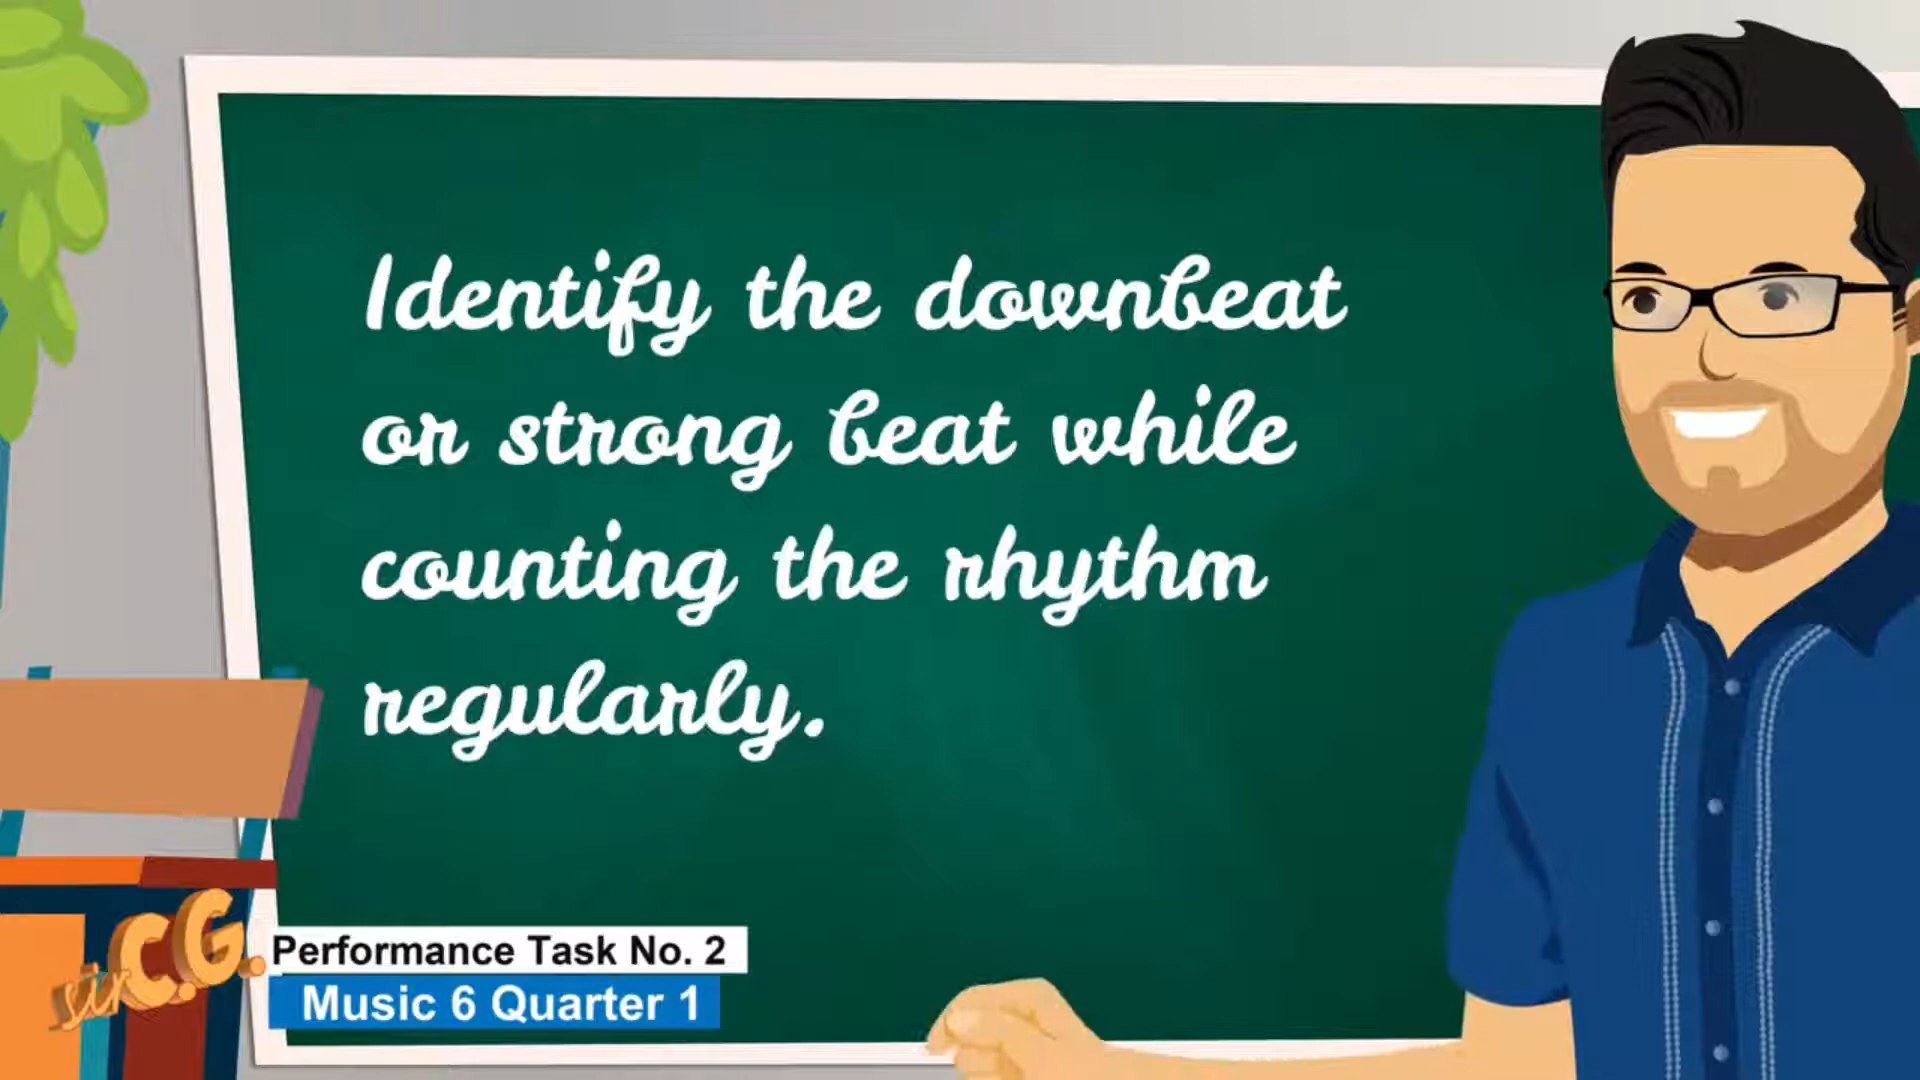 Identify the downbeat
or strong beat while
counting the rhythm
regularly.
sir C.G.
Performance Task No. 2
Music 6 Quarter 1